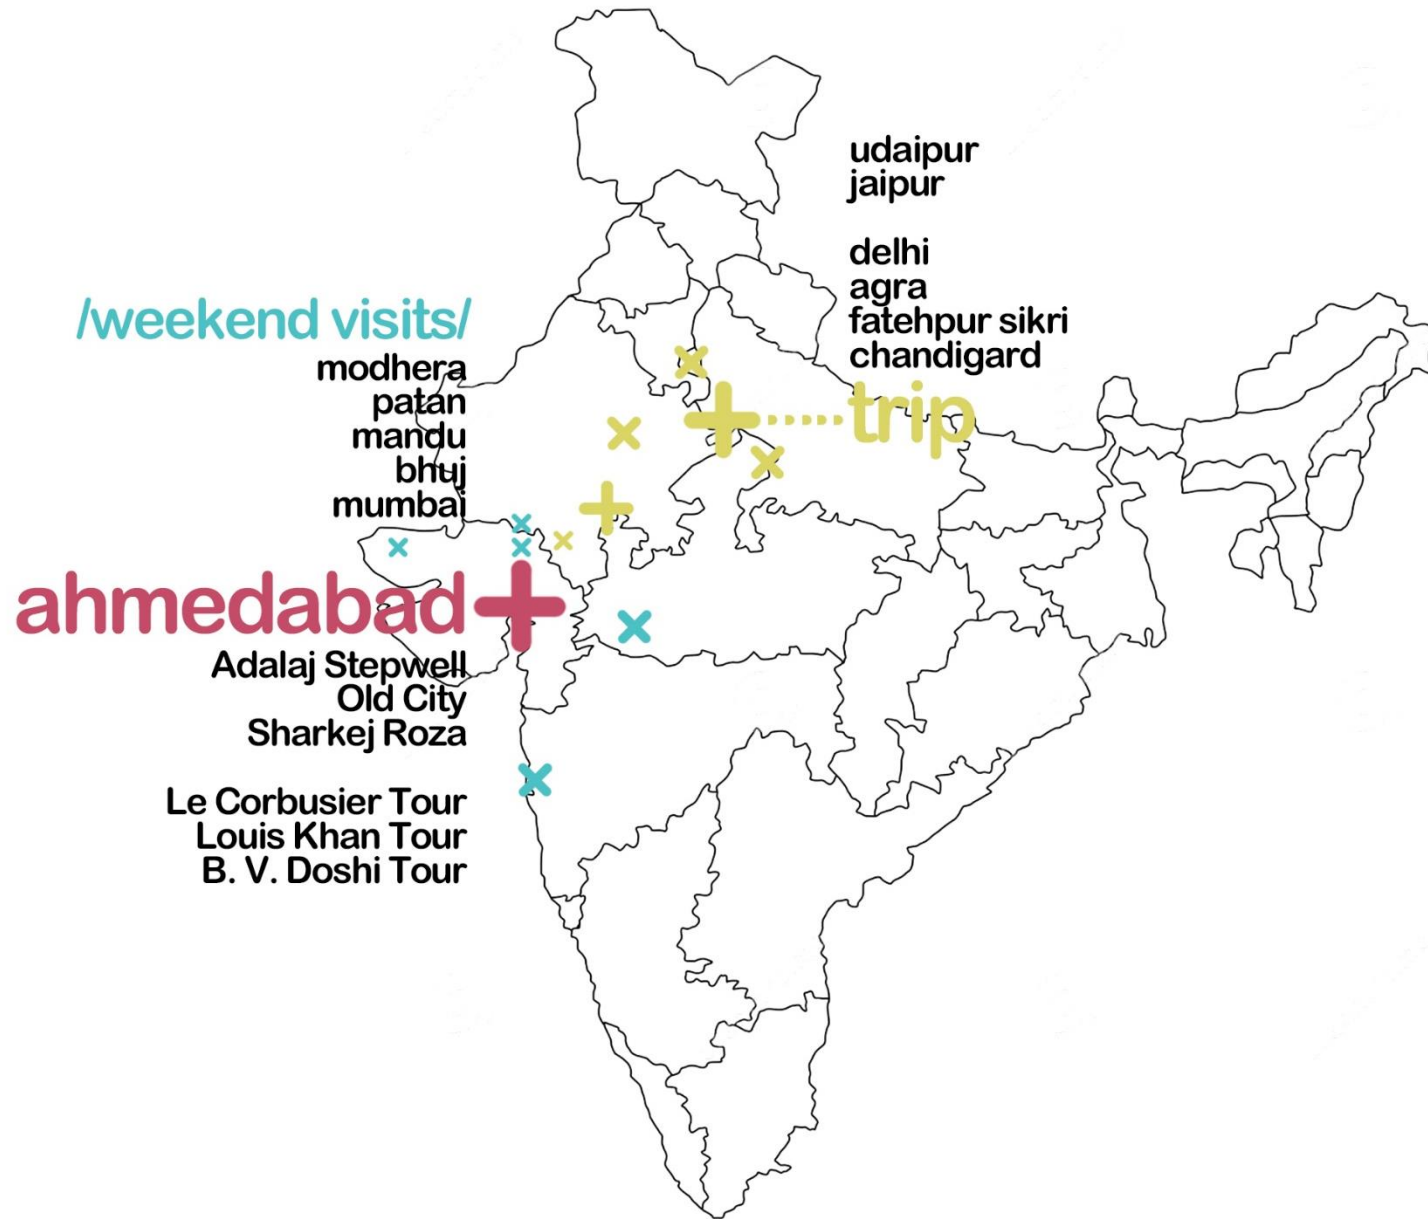 /weekend visits/
modhera
patan
mandu
bhuj
mumbai
ahmedabad
Adalaj Stepwell
Old City
Sharkej Roza
Le Corbusier Tour
Louis Khan Tour
B. V. Doshi Tour
udaipur
jaipur
delhi
agra
fatehpur sikri
chandigard
trip